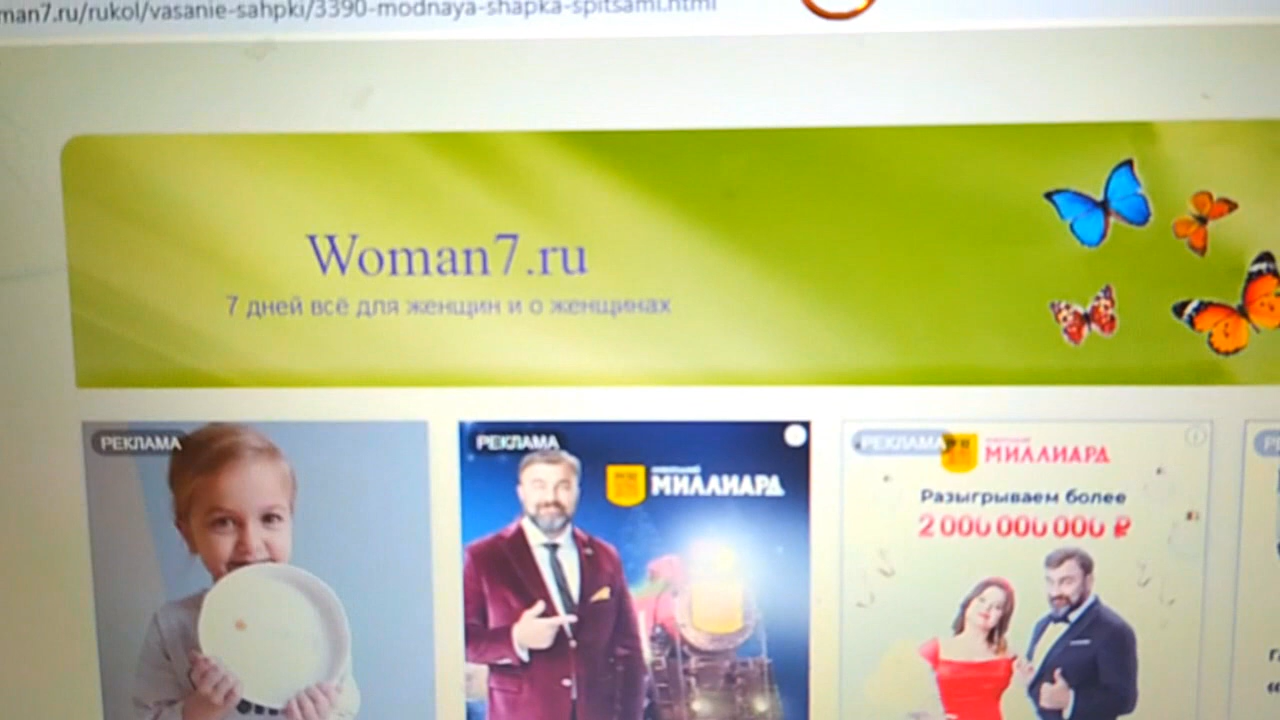 man7.ru/rukol/vasanie-sahpki/3390-modnaya-shapka-spitsami.html
Woman7.ru
7 дней всё для женщин и о женщинах
РЕКЛАМА
РЕКЛАМА
МИЛЛИАРД
РЕКЛАМА
МИЛЛИАРД
Разыгрываем более
2 000 000 000 ₽